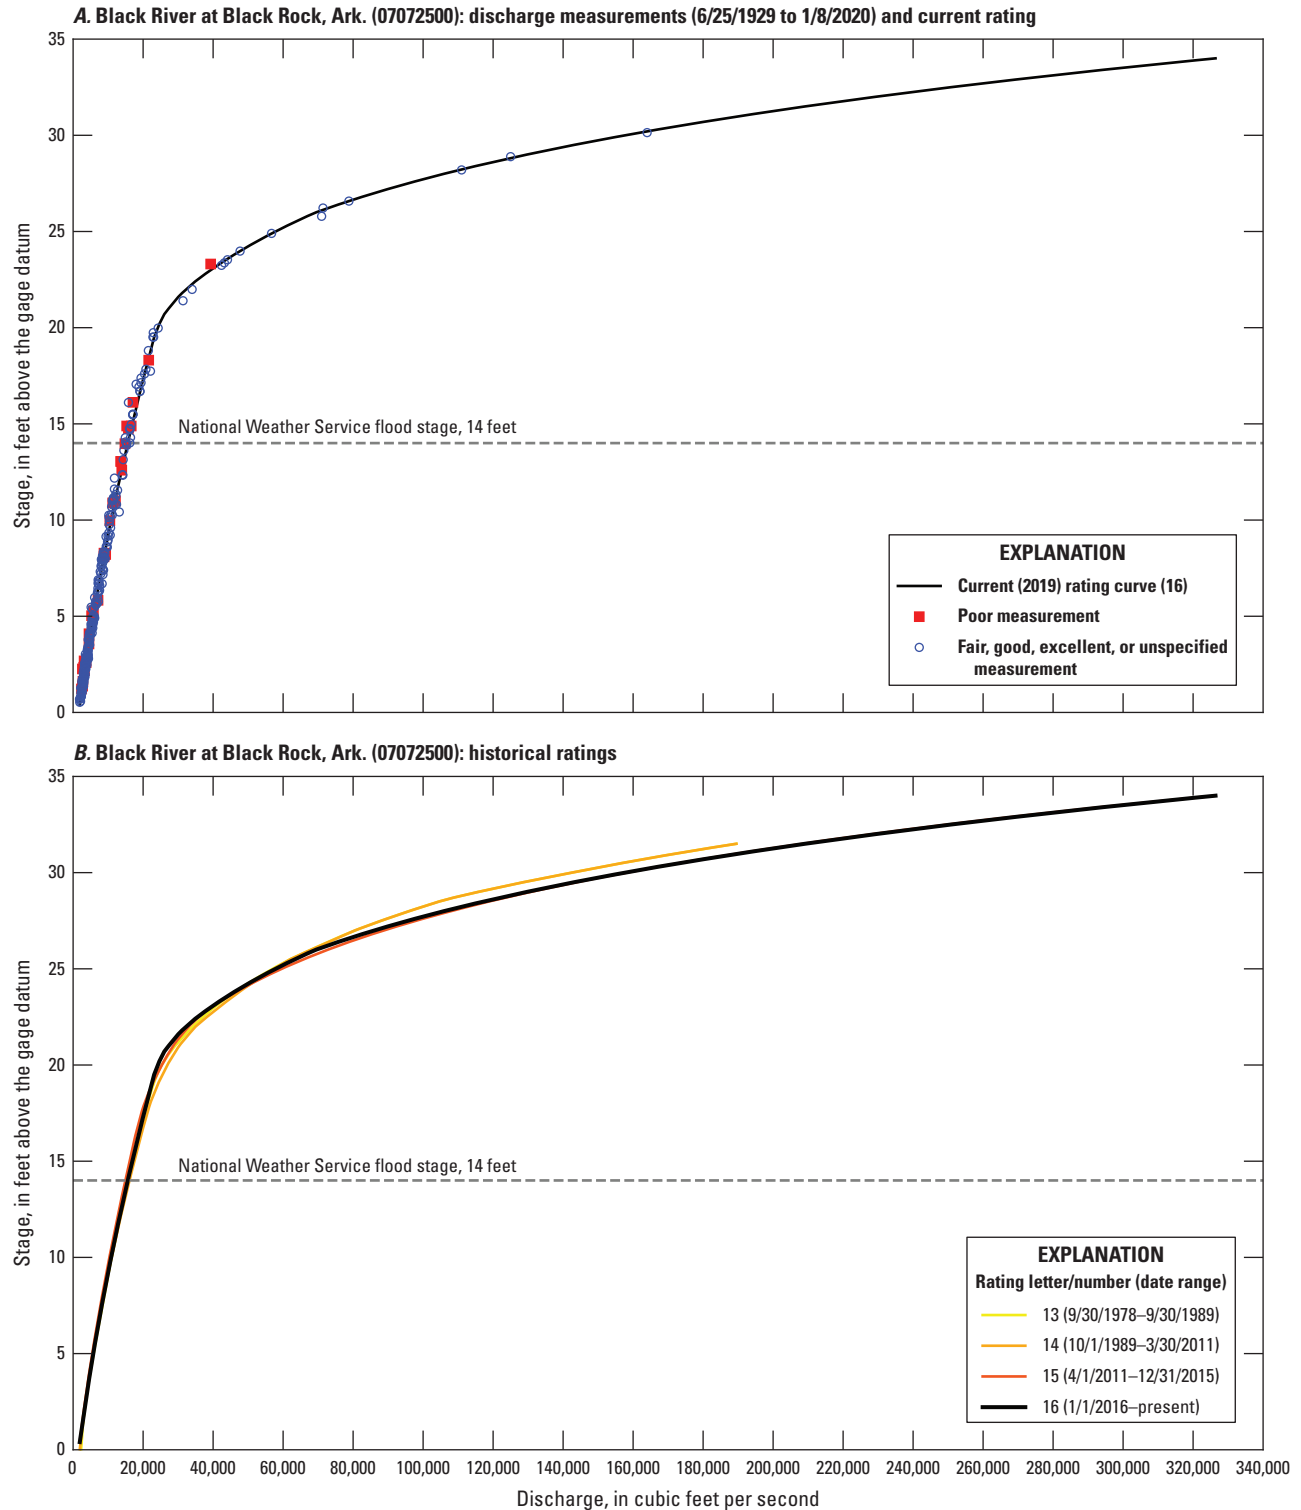 A. Black River at Black Rock, Ark. (07072500): discharge measurements (6/25/1929 to 1/8/2020) and current rating
35
30
25
20
15
10
5
0
Stage, in feet above the gage datum
National Weather Service flood stage, 14 feet
EXPLANATION
Current (2019) rating curve (16)
Poor measurement
Fair, good, excellent, or unspecified
measurement
B. Black River at Black Rock, Ark. (07072500): historical ratings
35
30
25
20
15
10
5
0
Stage, in feet above the gage datum
National Weather Service flood stage, 14 feet
EXPLANATION
Rating letter/number (date range)
13 (9/30/1978–9/30/1989)
14 (10/1/1989–3/30/2011)
15 (4/1/2011–12/31/2015)
16 (1/1/2016–present)
0 20,000 40,000 60,000 80,000 100,000 120,000 140,000 160,000 180,000 200,000 220,000 240,000 260,000 280,000 300,000 320,000 340,000
Discharge, in cubic feet per second